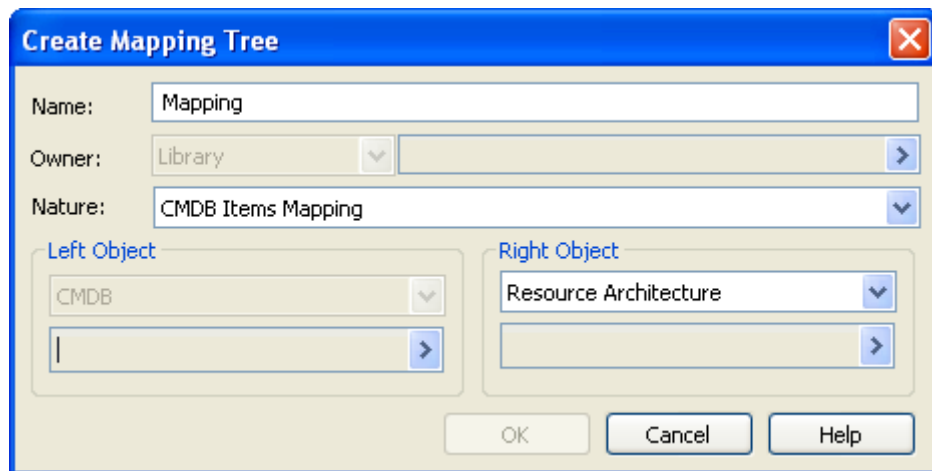 Create Mapping Tree
Name: Mapping
Owner: Library
Nature: CMDB Items Mapping
Left Object Right Object
CMDB Resource Architecture
OK Cancel Help